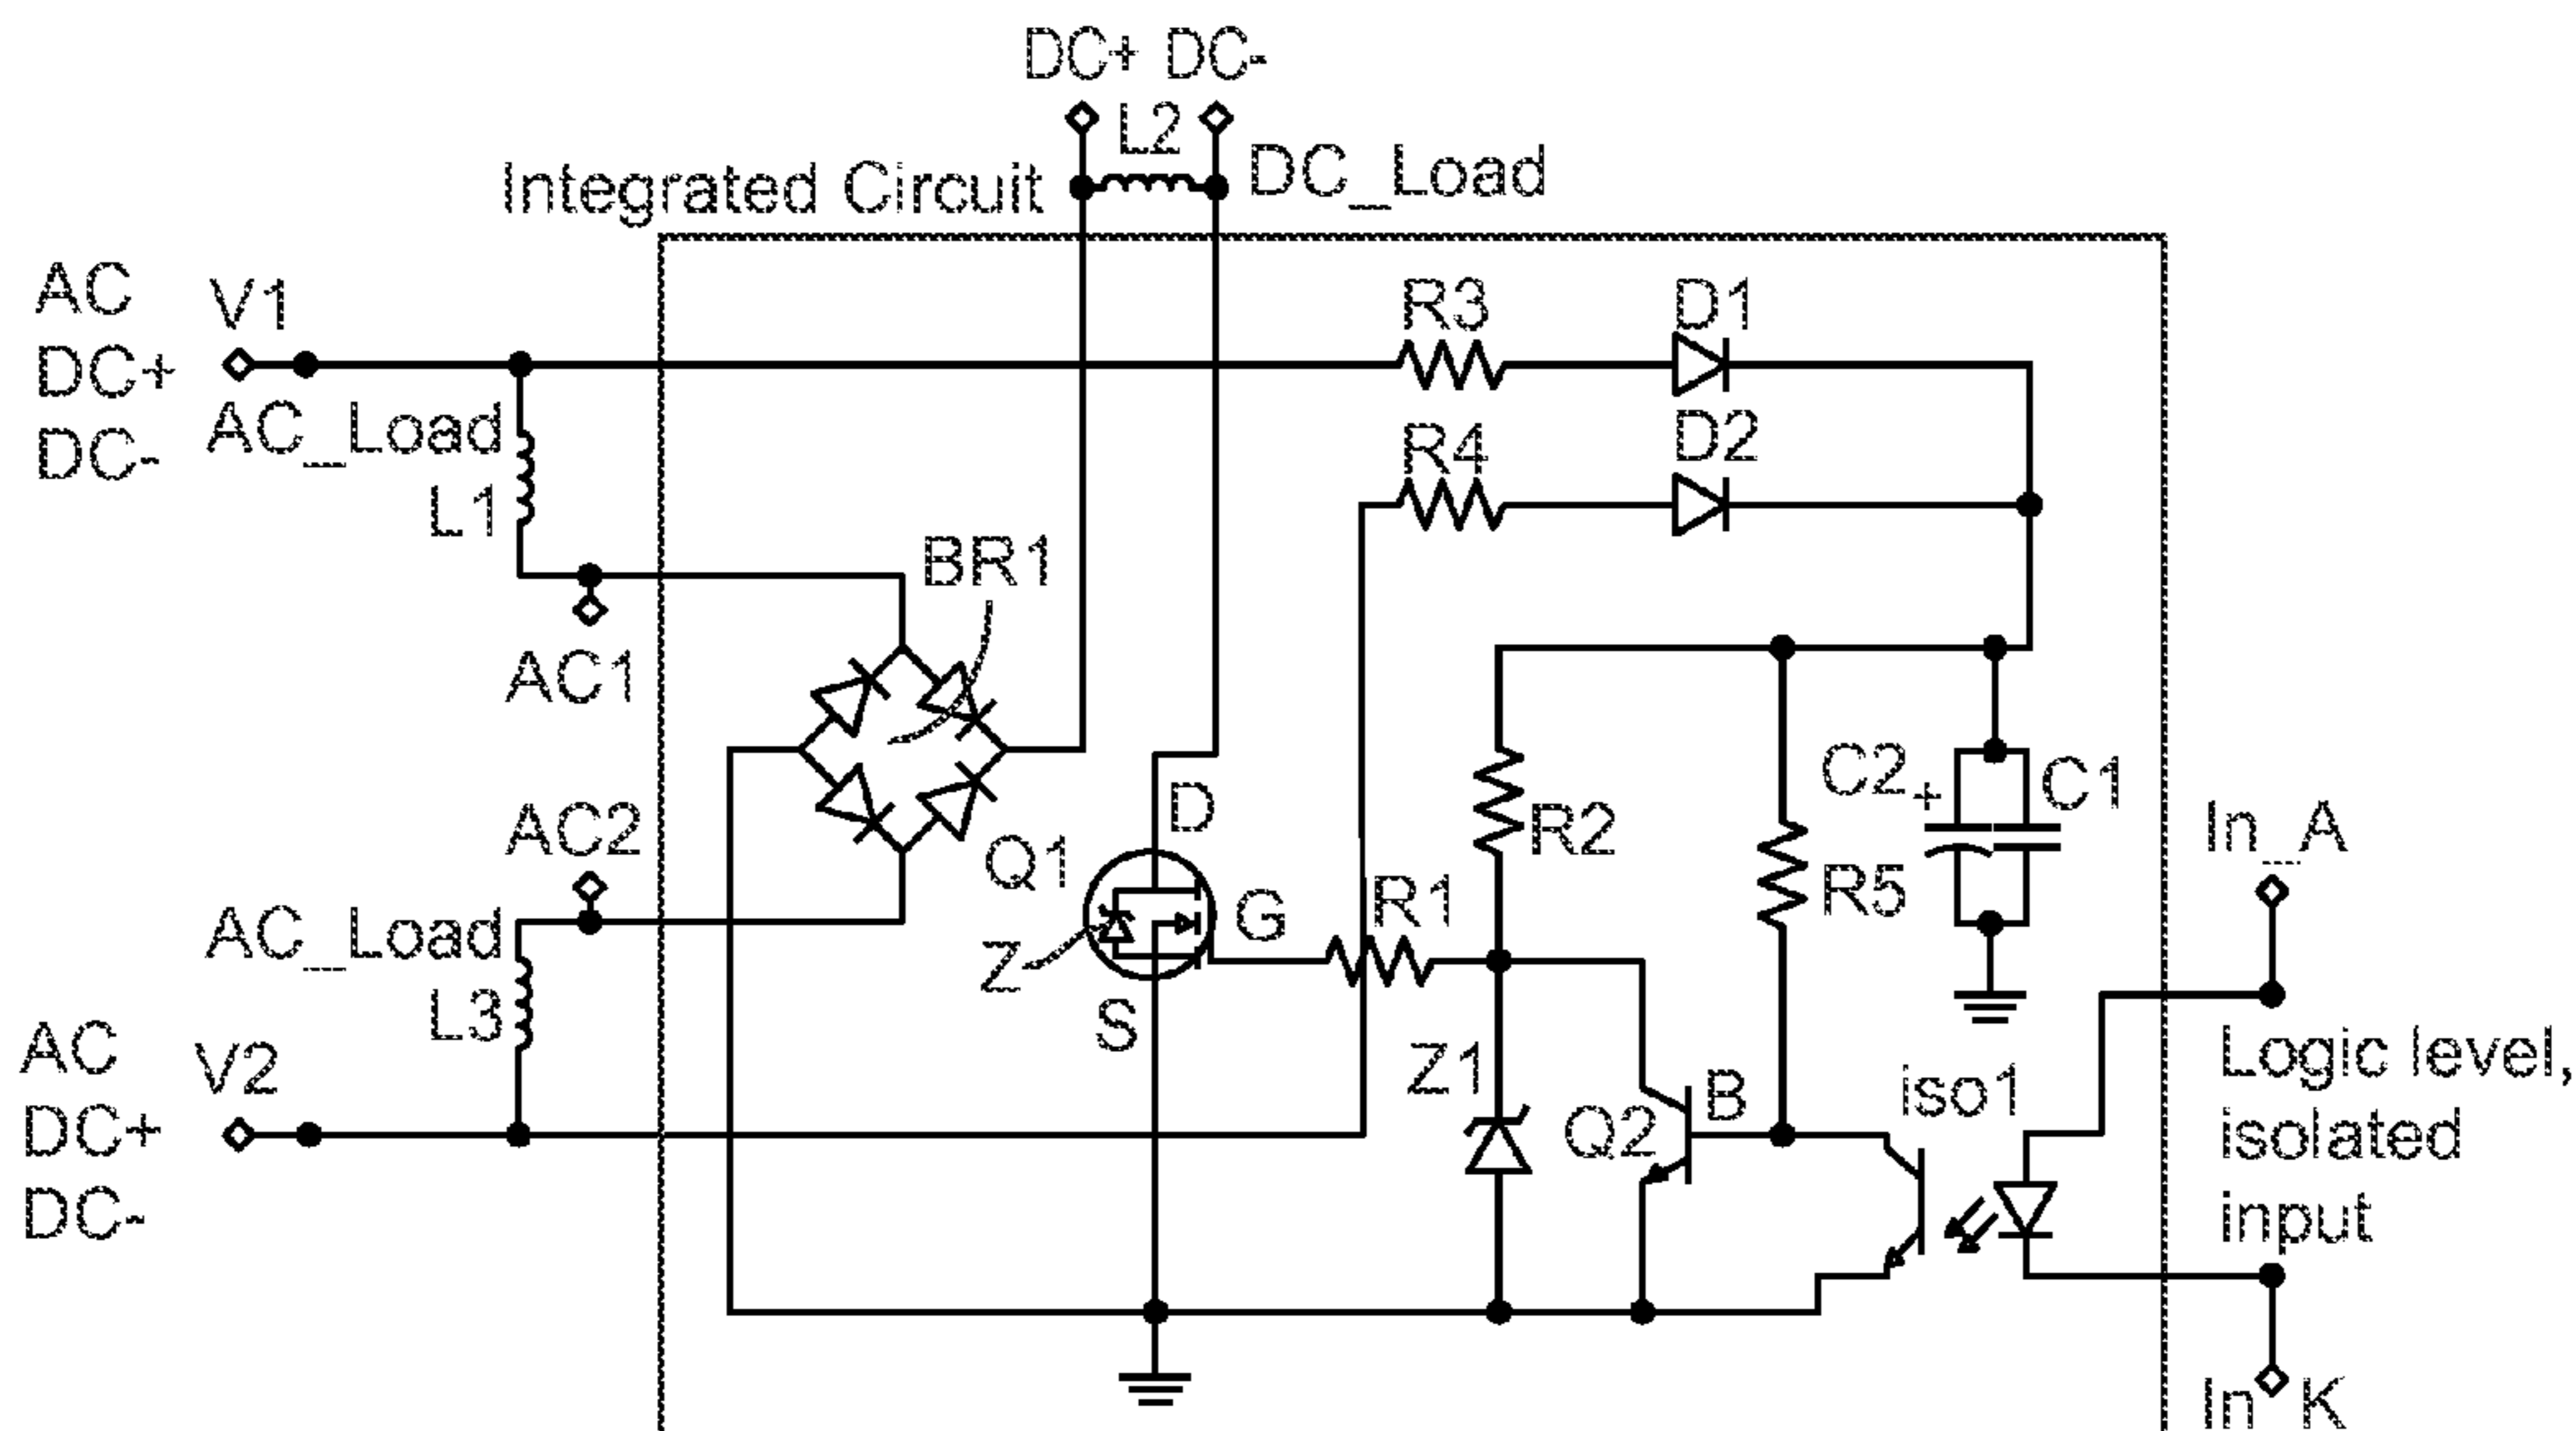 DC+ DC-
L2
Integrated Circuit
DC_Load
AC
DC+
DC-
V1
AC_Load
L1
R3
D1
R4
D2
BR1
AC1
AC2
AC_Load
L3
AC
DC+
DC-
V2
Q1
D
G
S
Z
R1
R2
R5
C2
+
C1
Z1
Q2
B
iso1
In_A
Logic level,
isolated
input
In K